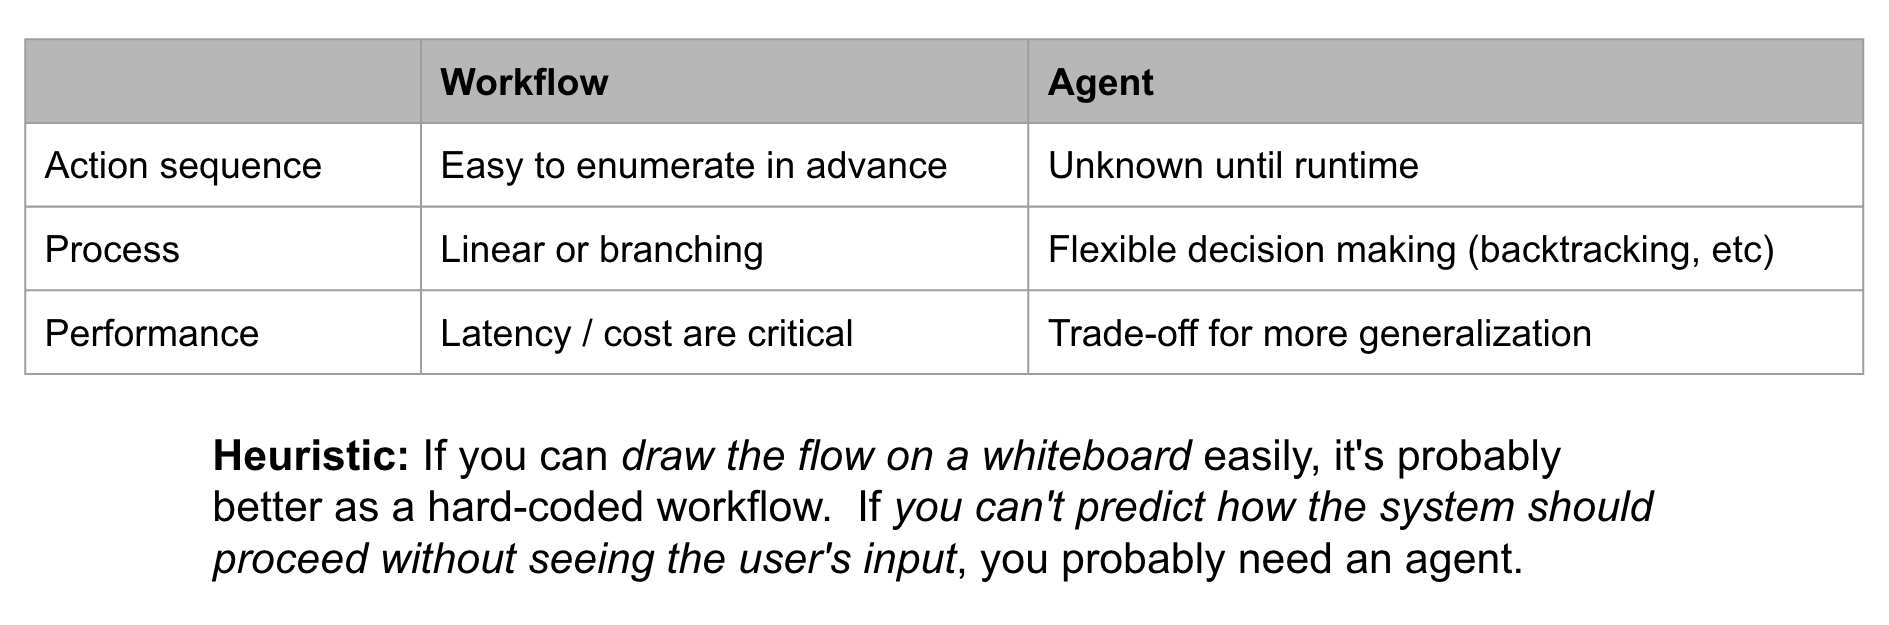 Workflow Agent
Action sequence Easy to enumerate in advance Unknown until runtime
Process Linear or branching Flexible decision making (backtracking, etc)
Performance Latency / cost are critical Trade-off for more generalization
Heuristic: If you can draw the flow on a whiteboard easily, it's probably
better as a hard-coded workflow.  If you can't predict how the system should
proceed without seeing the user's input, you probably need an agent.